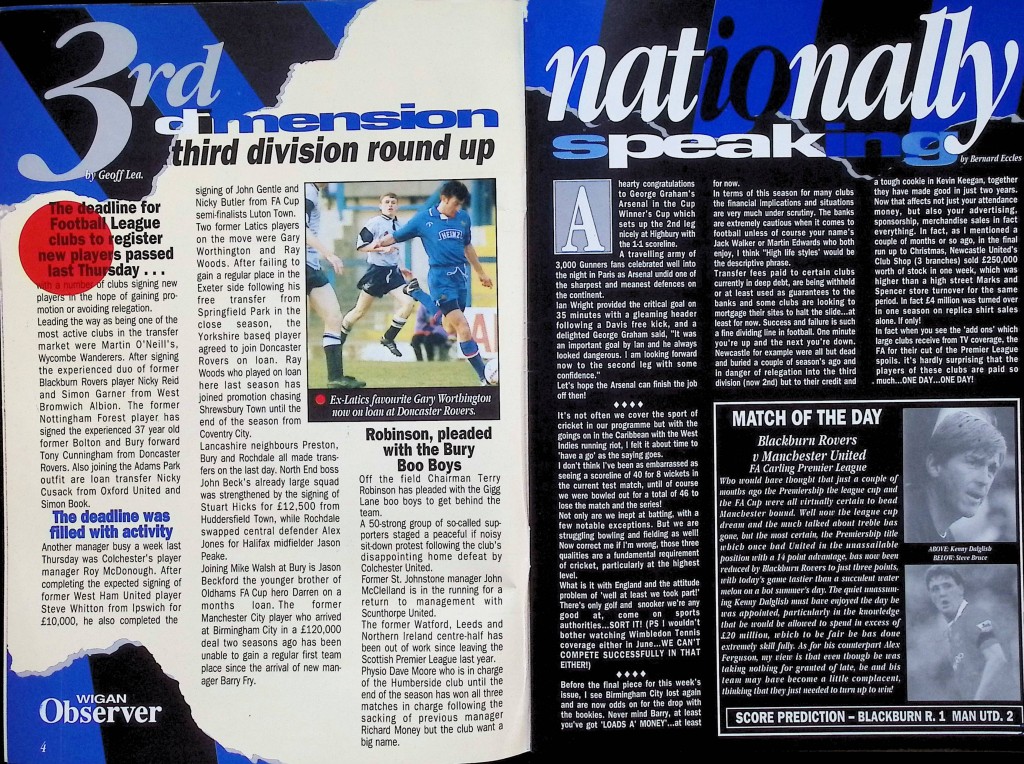 3rd
dimension
third division round up
by Geoff Lea.
The deadline for
Football League
clubs to register
new players passed
last Thursday . . .
with a number of clubs signing new
players in the hope of gaining pro-
motion or avoiding relegation.
Leading the way as being one of the
most active clubs in the transfer
market were Martin O'Neill's,
Wycombe Wanderers. After signing
the experienced duo of former
Blackburn Rovers player Nicky Reid
and Simon Garner from West
Bromwich Albion. The former
Nottingham Forest player has
signed the experienced 37 year old
former Bolton and Bury forward
Tony Cunningham from Doncaster
Rovers. Also joining the Adams Park
outfit are loan transfer Nicky
Cusack from Oxford United and
Simon Book.
The deadline was
filled with activity
Another manager busy a week last
Thursday was Colchester's player
manager Roy McDonough. After
completing the expected signing of
former West Ham United player
Steve Whitton from Ipswich for
£10,000, he also completed the
signing of John Gentle and
Nicky Butler from FA Cup
semi-finalists Luton Town.
Two former Latics players
on the move were Gary
Worthington and Ray
Woods. After failing to
gain a regular place in the
Exeter side following his
free transfer from
Springfield Park in the
close season, the
Yorkshire based player
agreed to join Doncaster
Rovers on loan. Ray
Woods who played on loan
here last season has
joined promotion chasing
Shrewsbury Town until the
end of the season from
Coventry City.
Lancashire neighbours Preston,
Bury and Rochdale all made trans-
fers on the last day. North End boss
John Beck's already large squad
was strengthened by the signing of
Stuart Hicks for £12,500 from
Huddersfield Town, while Rochdale
swapped central defender Alex
Jones for Halifax midfielder Jason
Peake.
Joining Mike Walsh at Bury is Jason
Beckford the younger brother of
Oldhams FA Cup hero Darren on a
months loan. The former
Manchester City player who arrived
at Birmingham City in a £120,000
deal two seasons ago has been
unable to gain a regular first team
place since the arrival of new man-
ager Barry Fry.
HEINZ
Ex-Latics favourite Gary Worthington
now on loan at Doncaster Rovers.
Robinson, pleaded
with the Bury
Boo Boys
Off the field Chairman Terry
Robinson has pleaded with the Gigg
Lane boo boys to get behind the
team.
A 50-strong group of so-called sup-
porters staged a peaceful if noisy
sit-down protest following the club's
disappointing home defeat by
Colchester United.
Former St. Johnstone manager John
McClelland is in the running for a
return to management with
Scunthorpe United.
The former Watford, Leeds and
Northern Ireland centre-half has
been out of work since leaving the
Scottish Premier League last year.
Physio Dave Moore who is in charge
of the Humberside club until the
end of the season has won all three
matches in charge following the
sacking of previous manager
Richard Money but the club want a
big name.
WIGAN
Observer
4
nationally
speaking
by Bernard Eccles
A hearty congratulations
to George Graham's
Arsenal in the Cup
Winner's Cup which
sets up the 2nd leg
nicely at Highbury with
the 1-1 scoreline.
A travelling army of
3,000 Gunners fans celebrated well into
the night in Paris as Arsenal undid one of
the sharpest and meanest defences on
the continent.
Ian Wright provided the critical goal on
35 minutes with a gleaming header
following a Davis free kick, and a
delighted George Graham said, "It was
an important goal by Ian and he always
looked dangerous. I am looking forward
now to the second leg with some
confidence."
Let's hope the Arsenal can finish the job
off then!
It's not often we cover the sport of
cricket in our programme but with the
goings on in the Caribbean with the West
Indies running riot, I felt it about time to
'have a go' as the saying goes.
I don't think I've been as embarrassed as
seeing a scoreline of 40 for 8 wickets in
the current test match, until of course
we were bowled out for a total of 46 to
lose the match and the series!
Not only are we inept at batting, with a
few notable exceptions. But we are
struggling bowling and fielding as well!
Now correct me if I'm wrong, those three
qualities are a fundamental requirement
of cricket, particularly at the highest
level.
What is it with England and the attitude
problem of 'well at least we took part!'
There's only golf and snooker we're any
good at, come on sports
authorities...SORT IT! (PS I wouldn't
bother watching Wimbledon Tennis
coverage either in June...WE CAN'T
COMPETE SUCCESSFULLY IN THAT
EITHER!)
Before the final piece for this week's
issue, I see Birmingham City lost again
and are now odds on for the drop with
the bookies. Never mind Barry, at least
you've got 'LOADS A' MONEY'...at least
for now.
In terms of this season for many clubs
the financial implications and situations
are very much under scrutiny. The banks
are extremely cautious when it comes to
football unless of course your name's
Jack Walker or Martin Edwards who both
enjoy, I think "High life styles' would be
the descriptive phrase.
Transfer fees paid to certain clubs
currently in deep debt, are being withheld
or at least used as guarantees to the
banks and some clubs are looking to
mortgage their sites to halt the slide...at
least for now. Success and failure is such
a fine dividing line in football. One minute
you're up and the next you're down.
Newcastle for example were all but dead
and buried a couple of season's ago and
in danger of relegation into the third
division (now 2nd) but to their credit and
a tough cookie in Kevin Keegan, together
they have made good in just two years.
Now that affects not just your attendance
money, but also your advertising,
sponsorship, merchandise sales in fact
everything. In fact, as I mentioned a
couple of months or so ago, in the final
run up to Christmas, Newcastle United's
Club Shop (3 branches) sold £250,000
worth of stock in one week, which was
higher than a high street Marks and
Spencer store turnover for the same
period. In fact £4 million was turned over
in one season on replica shirt sales
alone. If only!
In fact when you see the 'add ons' which
large clubs receive from TV coverage, the
FA for their cut of the Premier League
spoils. it's hardly surprising that the
players of these clubs are paid so
much...ONE DAY...ONE DAY!
MATCH OF THE DAY
Blackburn Rovers
v Manchester United
FA Carling Premier League
Who would have thought that just a couple of
months ago the Premiership the league cup and
the FA Cup were all virtually certain to bead
Manchester bound. Well now the league cup
dream and the much talked about treble has
gone, but the most certain, the Premiership title
which once bad United in the unassailable
position with a 14 point advantage, has now been
reduced by Blackburn Rovers to just three points,
with today's game tastier than a succulent water
melon on a hot summer's day. The quiet unassum-
ing Kenny Dalglish must have enjoyed the day he
was appointed, particularly in the knowledge
that he would be allowed to spend in excess of
£20 million, which to be fair he has done
extremely skill fully. As for his counterpart Alex
Ferguson, my view is that even though he was
taking nothing for granted of late, he and his
team may have become a little complacent,
thinking that they just needed to turn up to win!
ABOVE: Kenny Dalglish
BELOW: Steve Bruce
SCORE PREDICTION – BLACKBURN R. 1 MAN UTD. 2